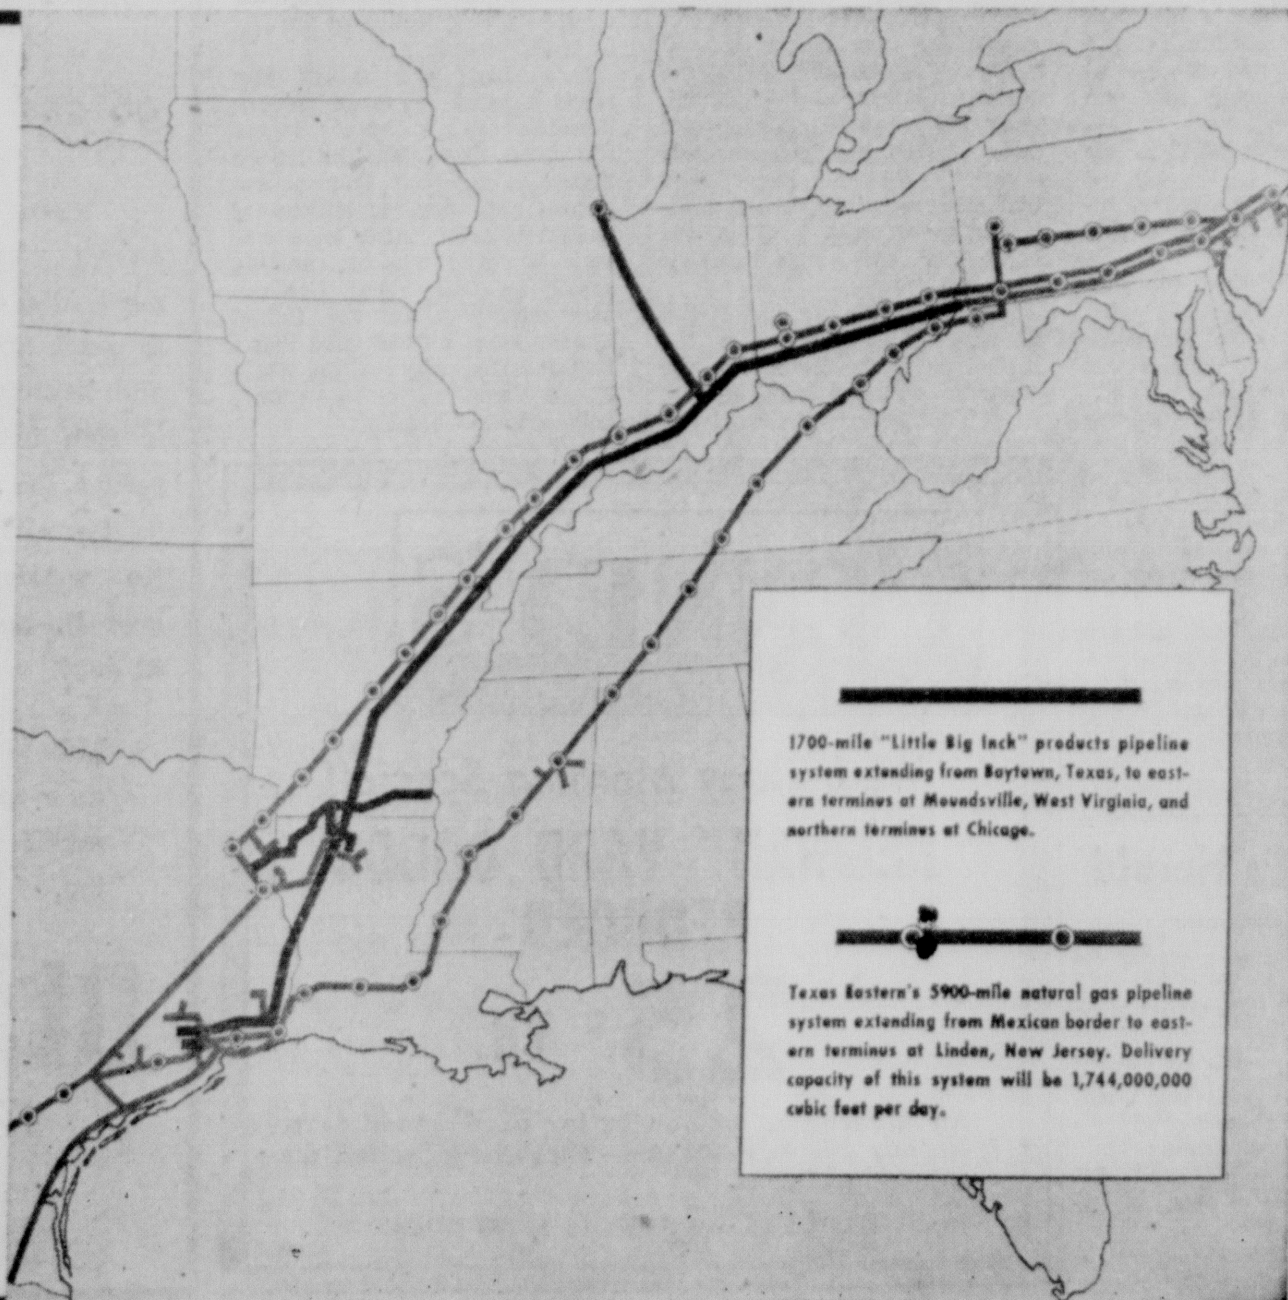 1700-mile "Little Big Inch" products pipeline
system extending from Baytown, Texas, to east-
ern terminus at Moundsville, West Virginia, and
northern terminus at Chicago.
Texas Eastern's 5900-mile natural gas pipeline
system extending from Mexican border to east-
ern terminus at Linden, New Jersey. Delivery
capacity of this system will be 1,744,000,000
cubic feet per day.